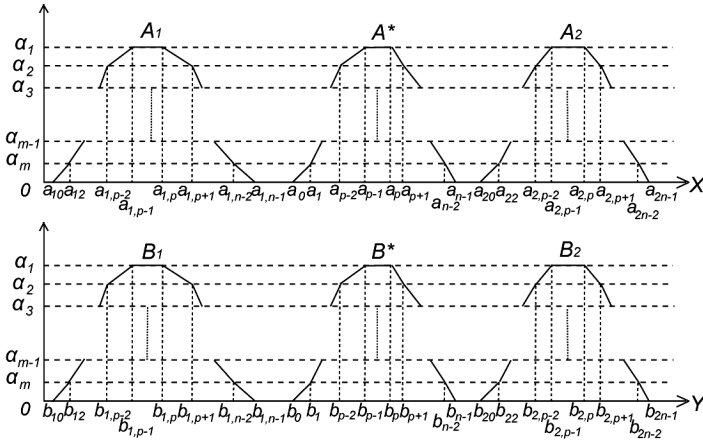 A1 A* A2
α1
α2
α3
αm-1
αm
0 a10 a12 a1,p-2 a1,p a1,p+1 a1,n-2 a1,n-1 a0 a1 ap-2 ap-1 ap ap+1 an-1 a20 a22 a2,p-2 a2,p a2,p+1 a2n-1 X
a1,p-1 an-2 a2,p-1 a2n-2
B1 B* B2
α1
α2
α3
αm-1
αm
0 b10 b12 b1,p-2 b1,p b1,p+1 b1,n-2 b1,n-1 b0 b1 bp-2 bp-1 bp bp+1 bn-1 b20 b22 b2,p-2 b2,p b2,p+1 b2n-1 Y
b1,p-1 bn-2 b2,p-1 b2n-2